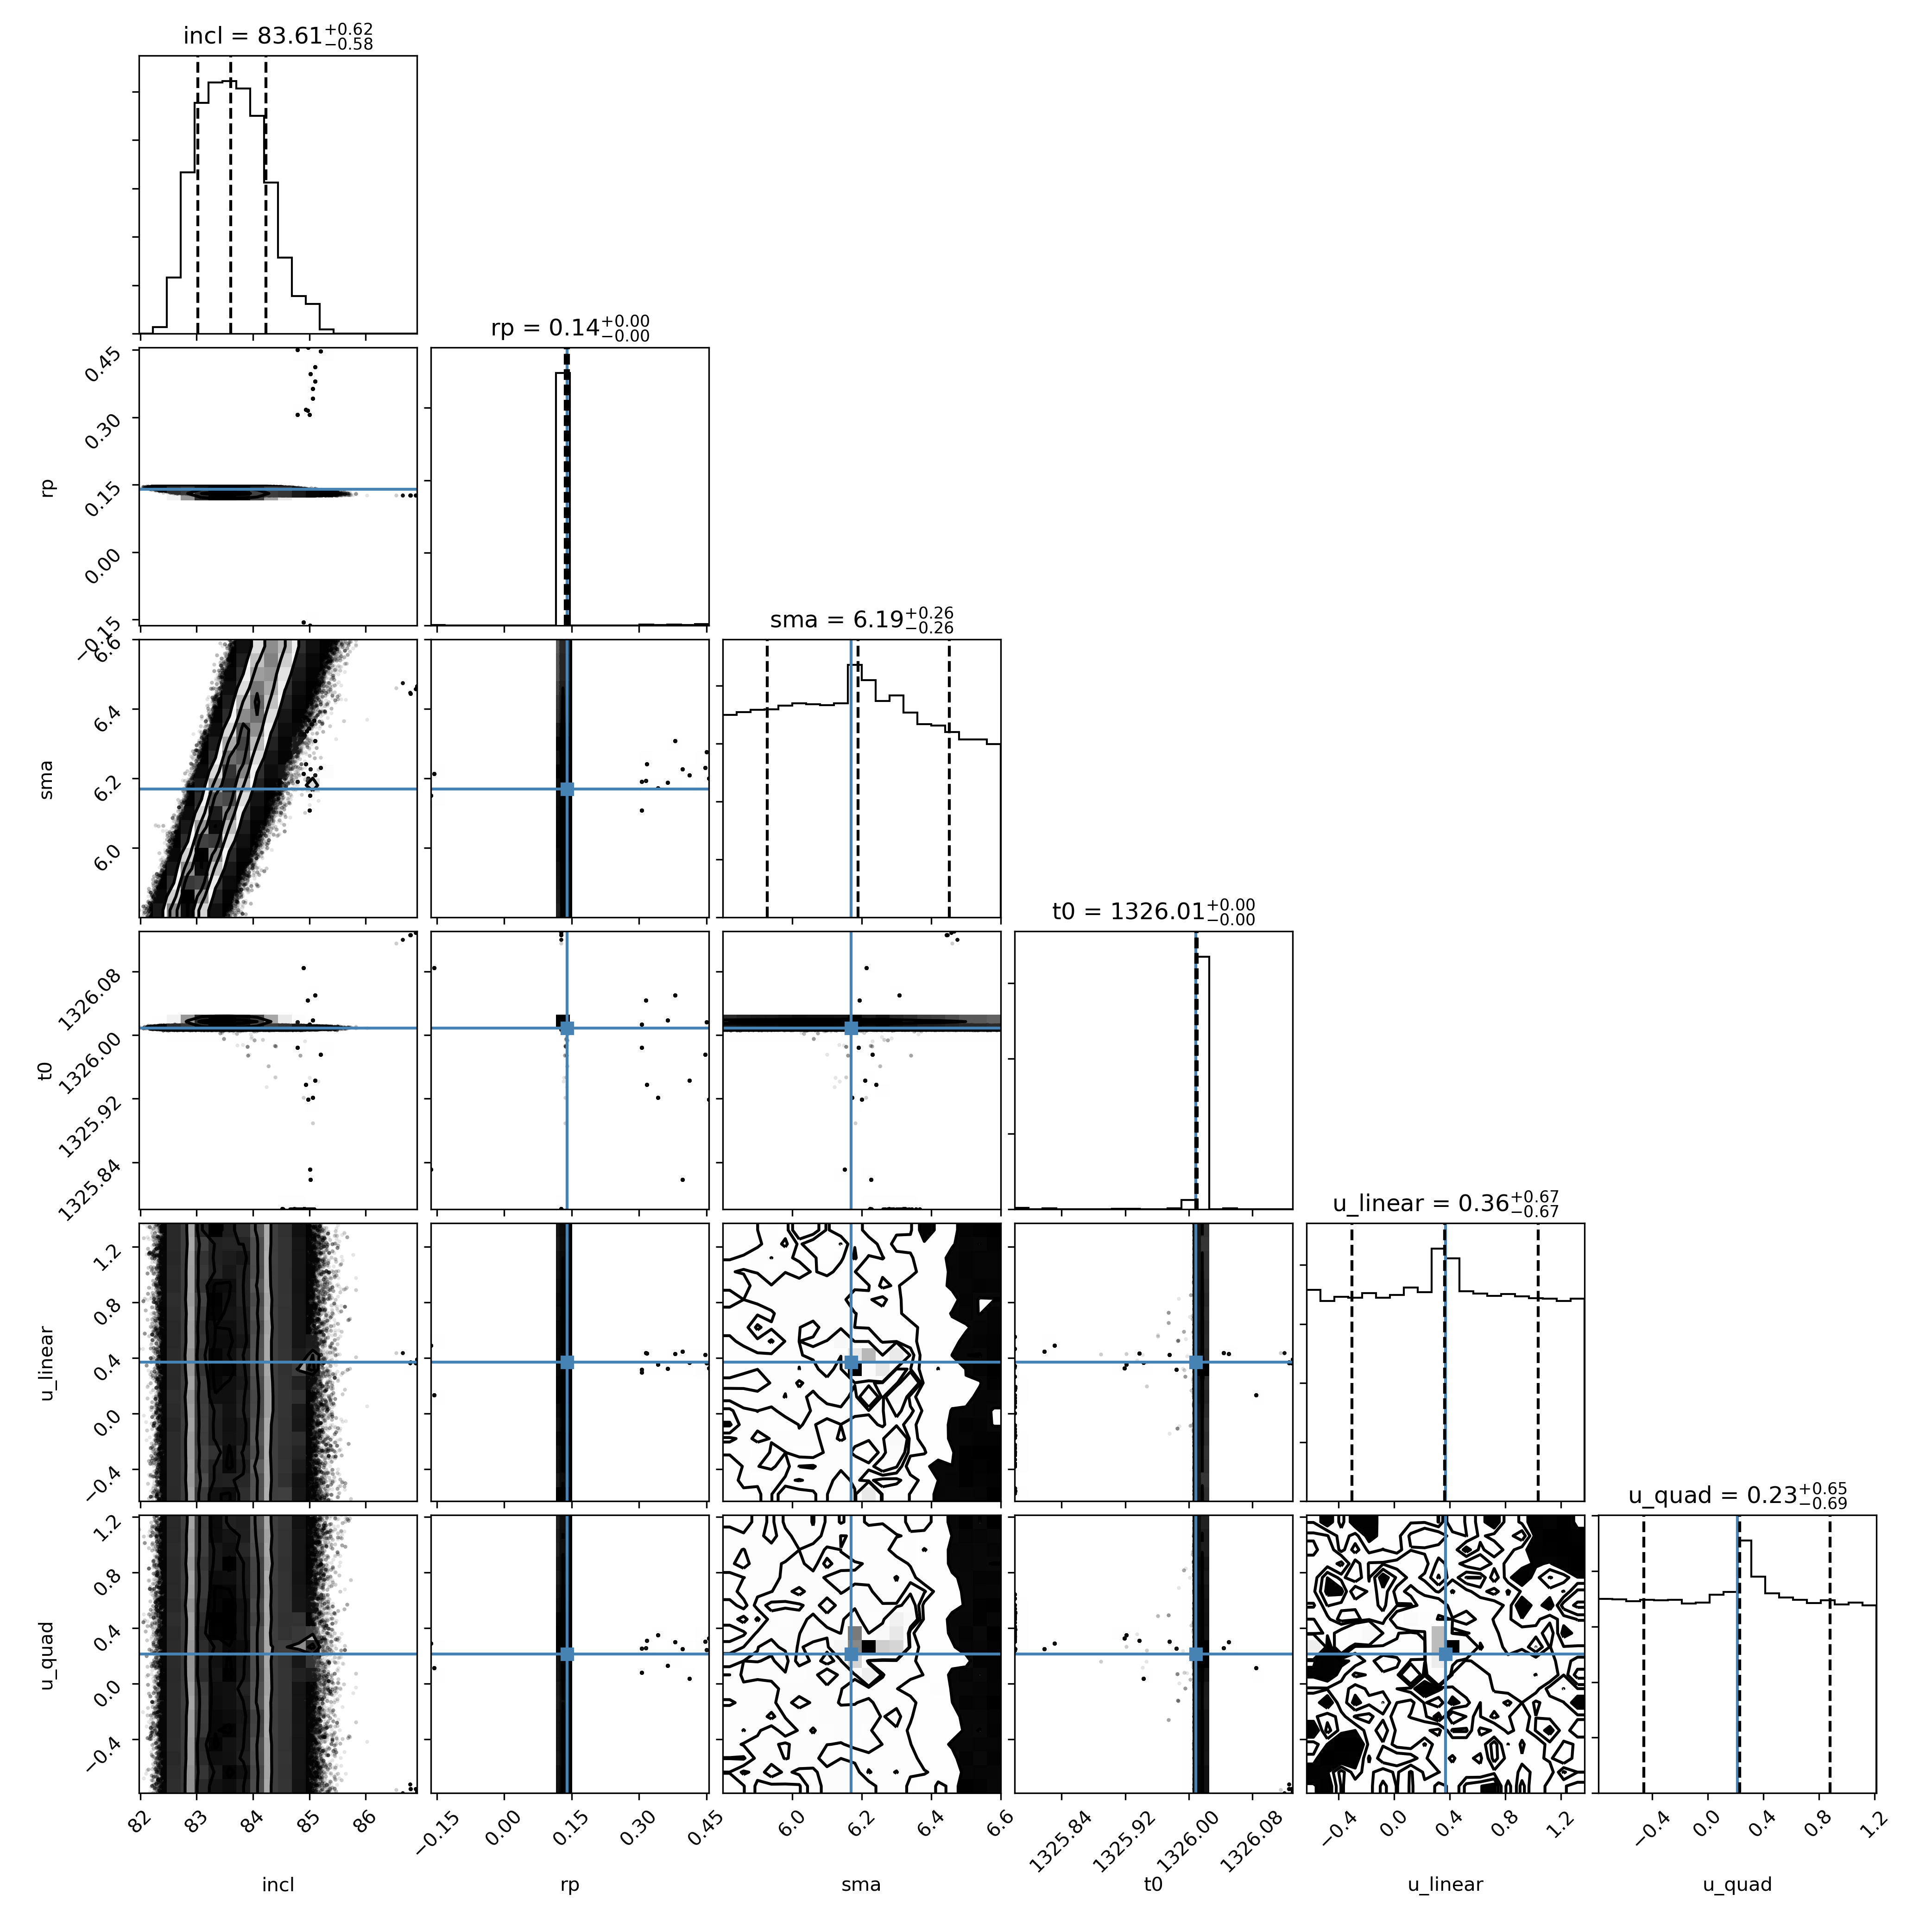 incl = 83.61 +0.62 −0.58
rp = 0.14 +0.00 −0.00
0.45
0.30
0.15
0.00
−0.15
rp
sma = 6.19 +0.26 −0.26
6.6
6.4
6.2
6.0
sma
t0 = 1326.01 +0.00 −0.00
1326.08
1326.00
1325.92
1325.84
t0
u_linear = 0.36 +0.67 −0.67
1.2
0.8
0.4
0.0
−0.4
u_linear
u_quad = 0.23 +0.65 −0.69
1.2
0.8
0.4
0.0
−0.4
u_quad
82 83 84 85 86
−0.15 0.00 0.15 0.30 0.45
6.0 6.2 6.4 6.6
1325.84 1325.92 1326.00 1326.08
−0.4 0.0 0.4 0.8 1.2
−0.4 0.0 0.4 0.8 1.2
incl rp sma t0 u_linear u_quad